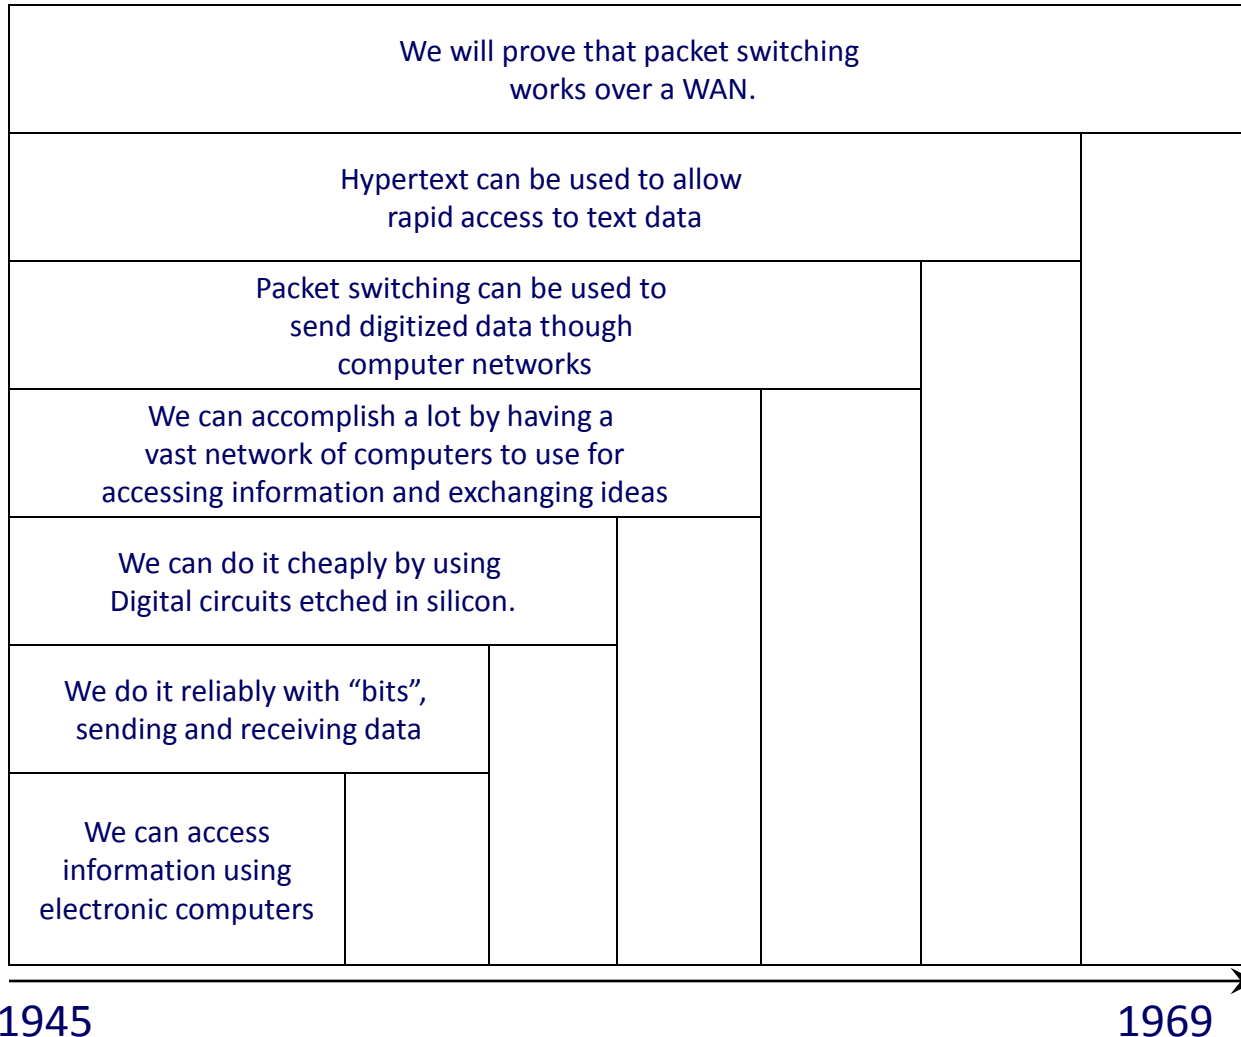 We will prove that packet switching
works over a WAN.
Hypertext can be used to allow
rapid access to text data
Packet switching can be used to
send digitized data though
computer networks
We can accomplish a lot by having a
vast network of computers to use for
accessing information and exchanging ideas
We can do it cheaply by using
Digital circuits etched in silicon.
We do it reliably with “bits”,
sending and receiving data
We can access
information using
electronic computers
1945
1969